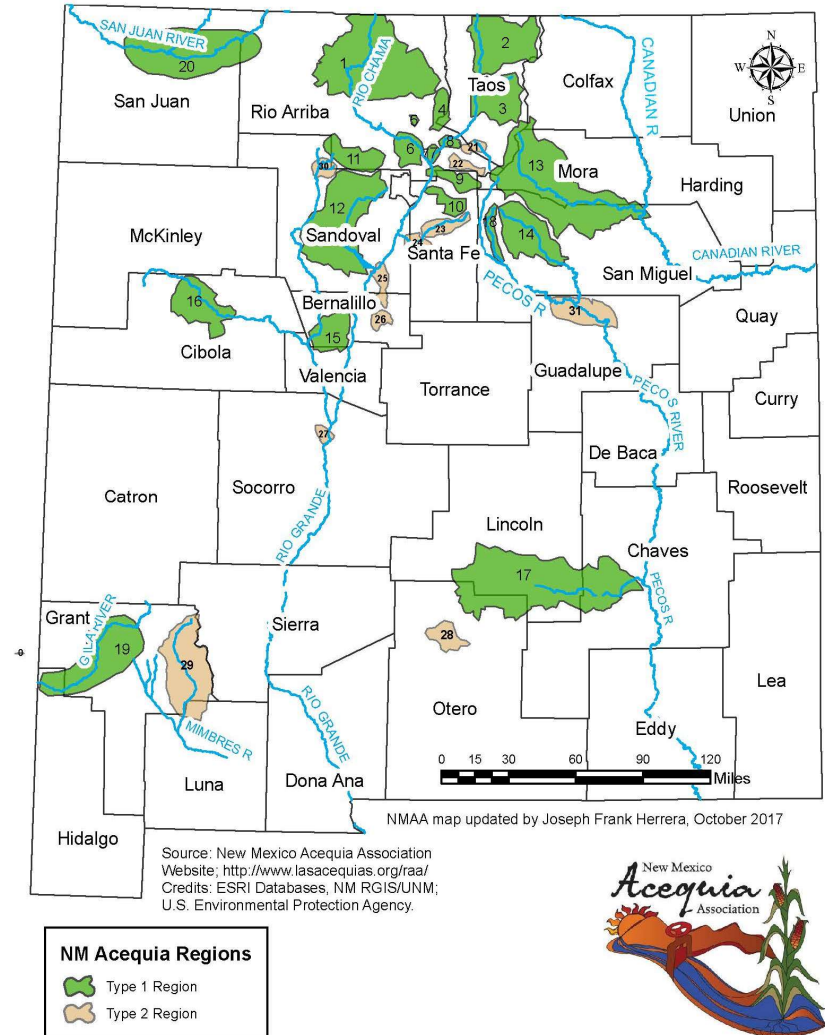 N
W
E
S
SAN JUAN RIVER
20
San Juan
1
RIO CHAMA
2
Taos
3
Colfax
CANADIAN R
Union
Rio Arriba
5
4
6
7
8
21
22
9
11
30
10
13
Mora
Harding
12
Sandoval
McKinley
23
24
Santa Fe
18
14
San Miguel
CANADIAN RIVER
25
Bernalillo
PECOS R
31
Quay
16
26
Cibola
15
Valencia
Torrance
Guadalupe
PECOS RIVER
Curry
27
De Baca
Catron
Socorro
Roosevelt
Lincoln
RIO GRANDE
Chaves
17
PECOS R
Grant
GILA RIVER
19
29
Sierra
28
Lea
MIMBRES R
RIO GRANDE
Otero
Eddy
Luna
Dona Ana
0 15 30 60 90 120
Miles
Hidalgo
NMAA map updated by Joseph Frank Herrera, October 2017
Source: New Mexico Acequia Association
Website; http://www.lasacequias.org/raa/
Credits: ESRI Databases, NM RGIS/UNM;
U.S. Environmental Protection Agency.
New Mexico
Acequia
Association
NM Acequia Regions
Type 1 Region
Type 2 Region